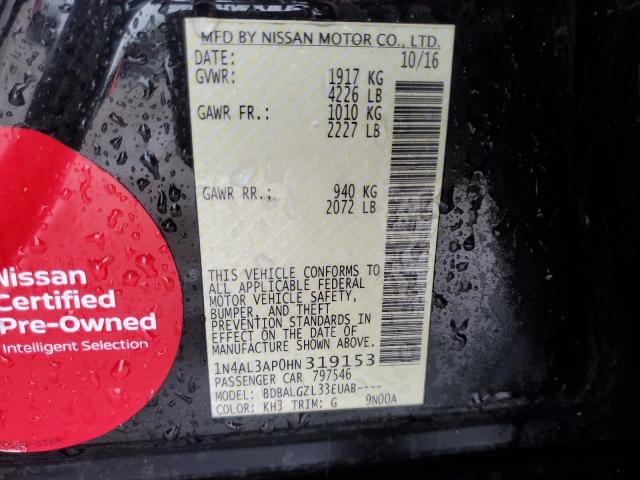 MFD BY NISSAN MOTOR CO., LTD.
DATE: 10/16
GVWR: 1917 KG
4226 LB
GAWR FR.: 1010 KG
2227 LB
GAWR RR.: 940 KG
2072 LB
THIS VEHICLE CONFORMS TO
ALL APPLICABLE FEDERAL
MOTOR VEHICLE SAFETY,
BUMPER, AND THEFT
PREVENTION STANDARDS IN
EFFECT ON THE DATE OF
MANUFACTURE SHOWN ABOVE.
1N4AL3AP0HN319153
PASSENGER CAR 797546
MODEL: BDBALGZL33EUAB----
COLOR: KH3 TRIM: G 9N00A
Nissan
Certified
Pre-Owned
Intelligent Selection